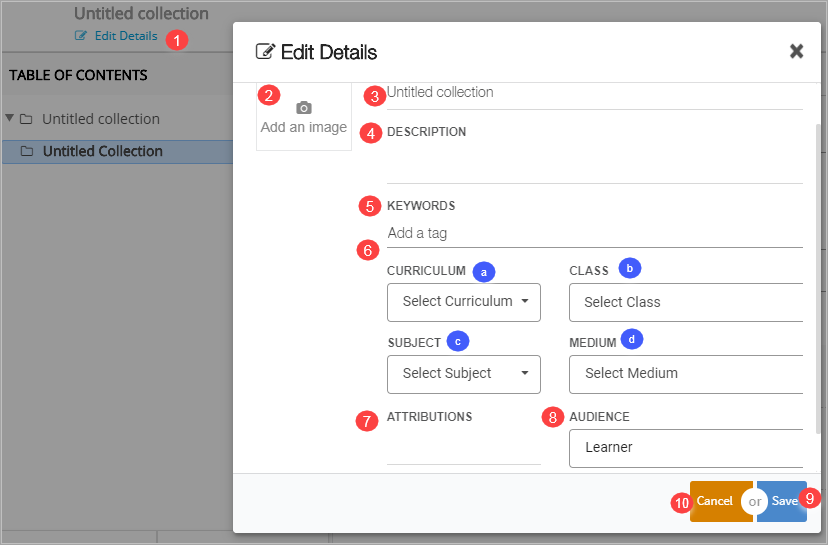 Untitled collection
Edit Details 1
TABLE OF CONTENTS
Untitled collection
Untitled Collection
Edit Details
2
Add an image
3 Untitled collection
4 DESCRIPTION
5 KEYWORDS
Add a tag
6
CURRICULUM a CLASS b
Select Curriculum Select Class
SUBJECT c MEDIUM d
Select Subject Select Medium
7 ATTRIBUTIONS 8 AUDIENCE
Learner
10 Cancel or Save 9